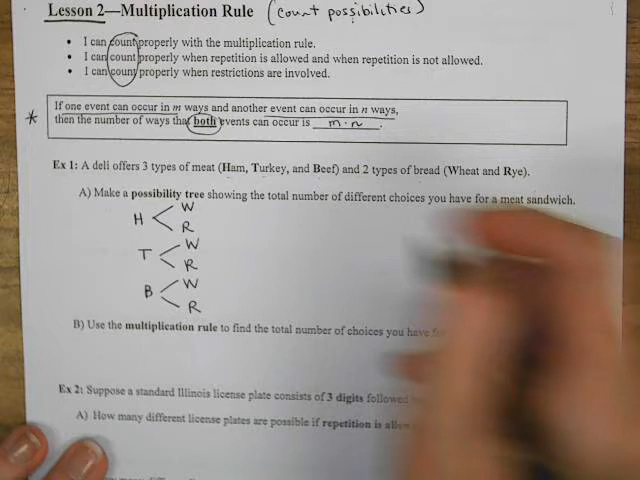 Lesson 2—Multiplication Rule (count possibilities)
• I can count properly with the multiplication rule.
• I can count properly when repetition is allowed and when repetition is not allowed.
• I can count properly when restrictions are involved.
* If one event can occur in m ways and another event can occur in n ways,
then the number of ways that both events can occur is m·n.
Ex 1: A deli offers 3 types of meat (Ham, Turkey, and Beef) and 2 types of bread (Wheat and Rye).
A) Make a possibility tree showing the total number of different choices you have for a meat sandwich.
W
H
R
W
T
R
W
B
R
B) Use the multiplication rule to find the total number of choices you have
Ex 2: Suppose a standard Illinois license plate consists of 3 digits followed
A) How many different license plates are possible if repetition is